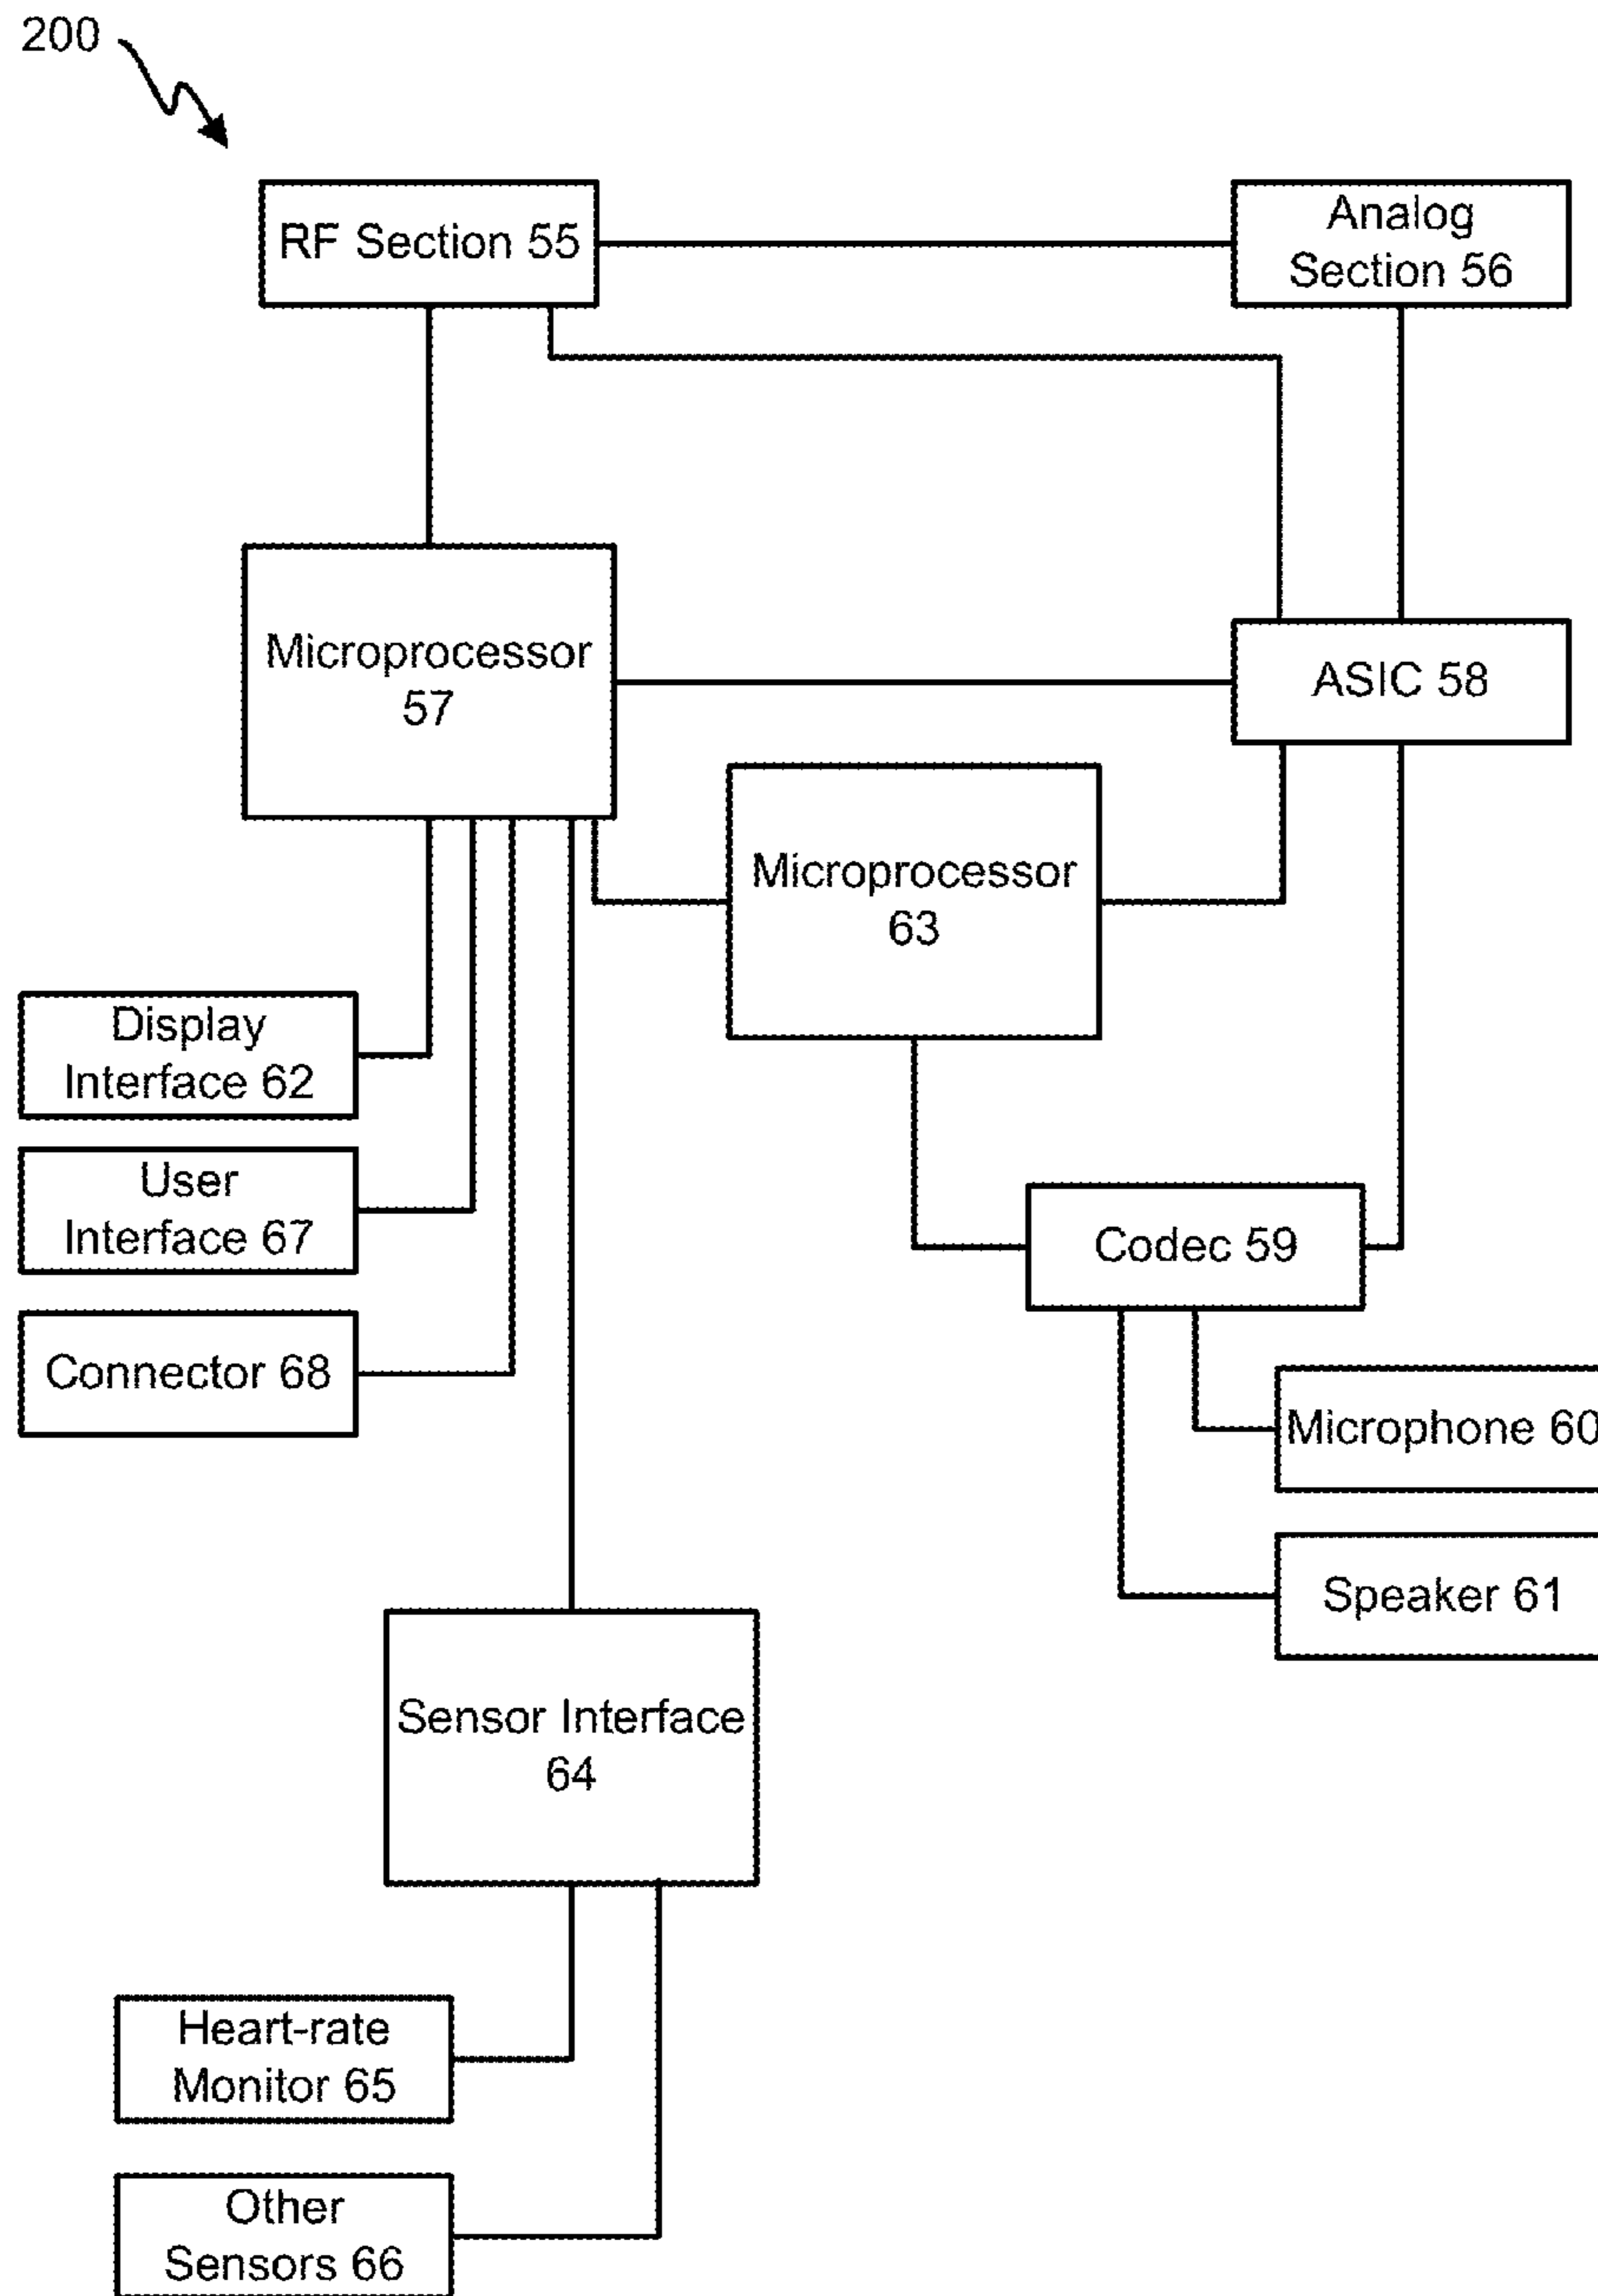 200
RF Section 55
Analog
Section 56
Microprocessor
57
ASIC 58
Microprocessor
63
Display
Interface 62
User
Interface 67
Codec 59
Connector 68
Microphone 60
Speaker 61
Sensor Interface
64
Heart-rate
Monitor 65
Other
Sensors 66